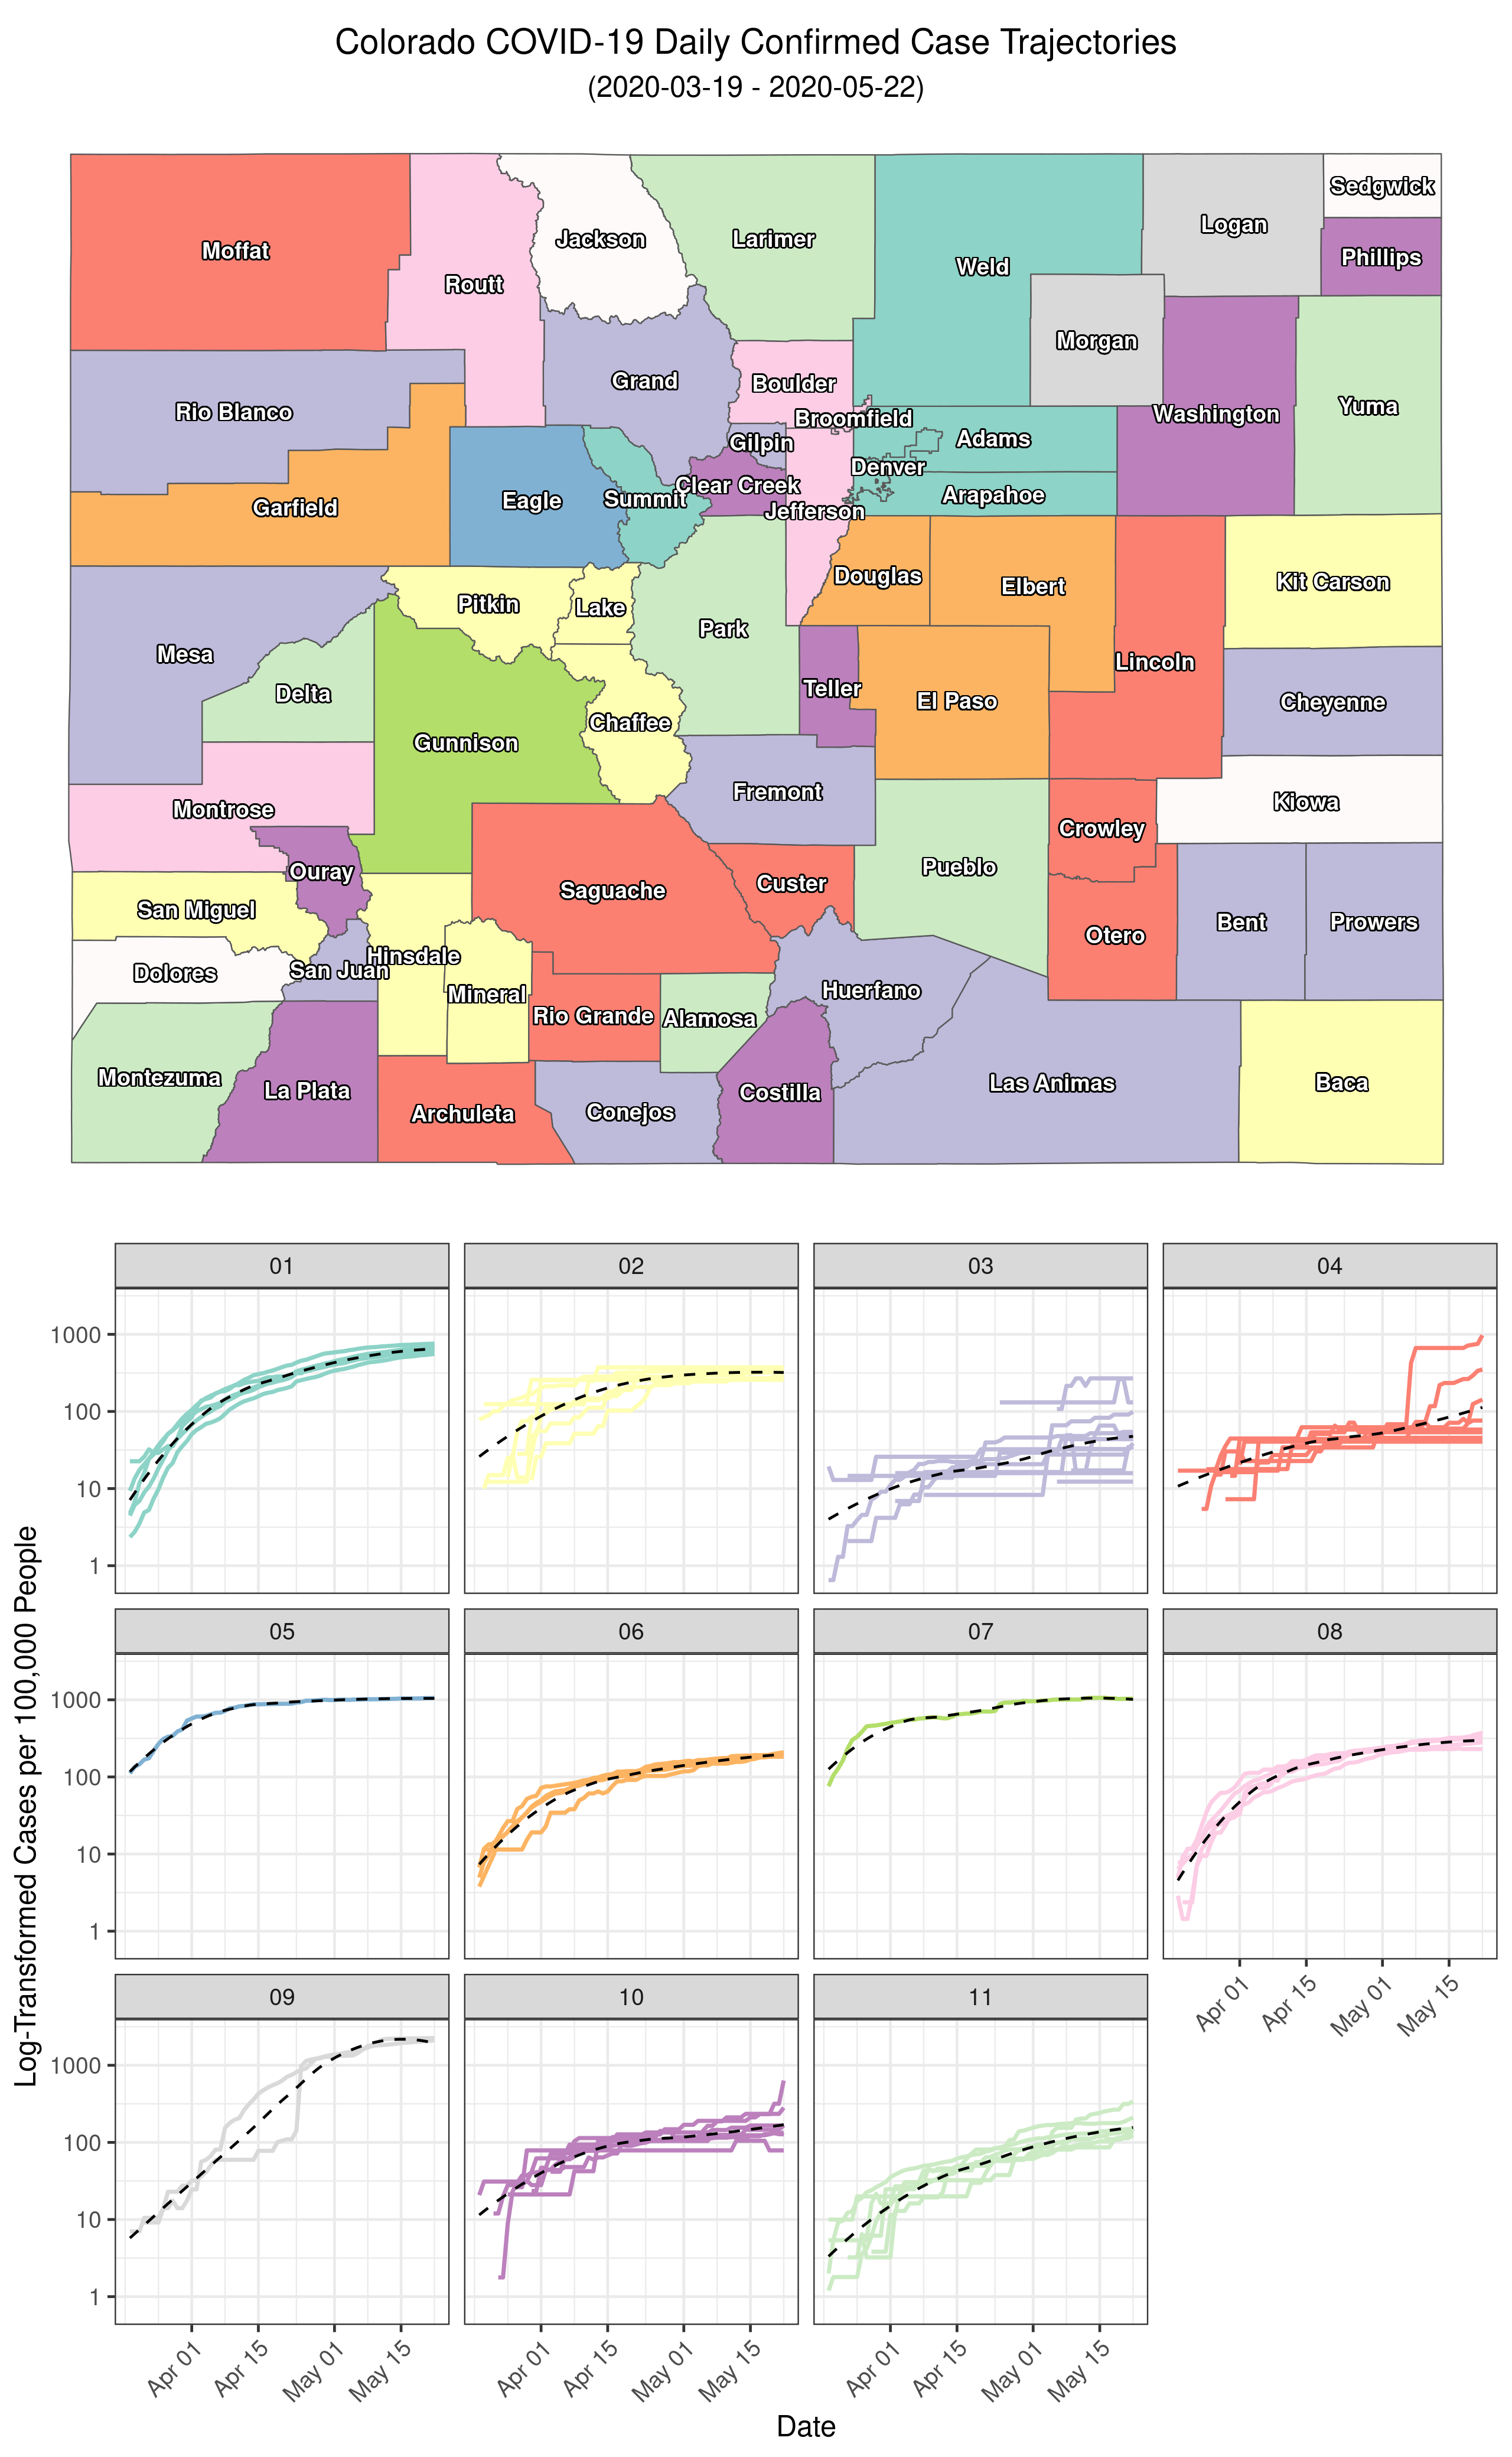 Colorado COVID-19 Daily Confirmed Case Trajectories
(2020-03-19 - 2020-05-22)
Sedgwick
Logan
Jackson
Larimer
Moffat
Phillips
Weld
Routt
Morgan
Grand
Boulder
Yuma
Rio Blanco
Washington
Broomfield
Adams
Gilpin
Denver
Clear Creek
Arapahoe
Summit
Eagle
Garfield
Jefferson
Douglas
Kit Carson
Elbert
Pitkin
Lake
Park
Mesa
Lincoln
Teller
Delta
El Paso
Cheyenne
Chaffee
Gunnison
Fremont
Kiowa
Montrose
Crowley
Pueblo
Ouray
Custer
Saguache
San Miguel
Bent
Prowers
Otero
Hinsdale
San Juan
Dolores
Huerfano
Mineral
Rio Grande
Alamosa
Montezuma
La Plata
Las Animas
Baca
Costilla
Conejos
Archuleta
01
02
03
04
1000
100
10
1
05
06
07
08
1000
100
10
1
Apr 01
Apr 15
May 01
May 15
09
10
11
1000
100
10
1
Apr 01
Apr 15
May 01
May 15
Apr 01
Apr 15
May 01
May 15
Apr 01
Apr 15
May 01
May 15
Log-Transformed Cases per 100,000 People
Date